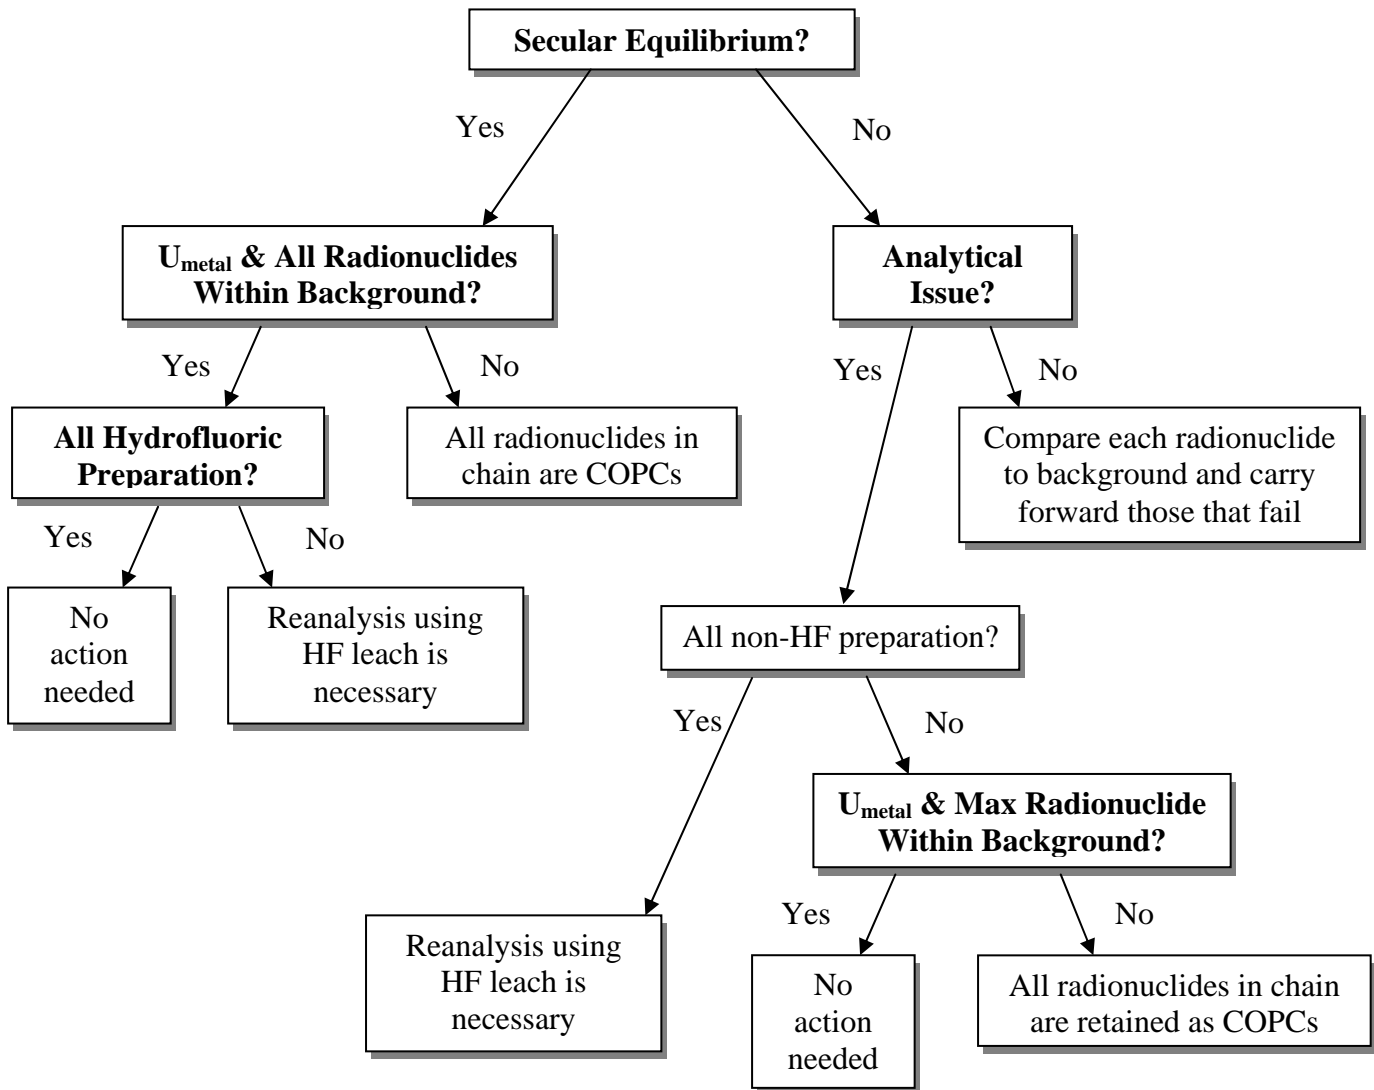 Secular Equilibrium?
Yes
No
U_metal & All Radionuclides
Within Background?
Analytical
Issue?
Yes
No
Yes
No
All Hydrofluoric
Preparation?
All radionuclides in
chain are COPCs
Compare each radionuclide
to background and carry
forward those that fail
Yes
No
No
action
needed
Reanalysis using
HF leach is
necessary
All non-HF preparation?
Yes
No
U_metal & Max Radionuclide
Within Background?
Yes
No
Reanalysis using
HF leach is
necessary
No
action
needed
All radionuclides in chain
are retained as COPCs